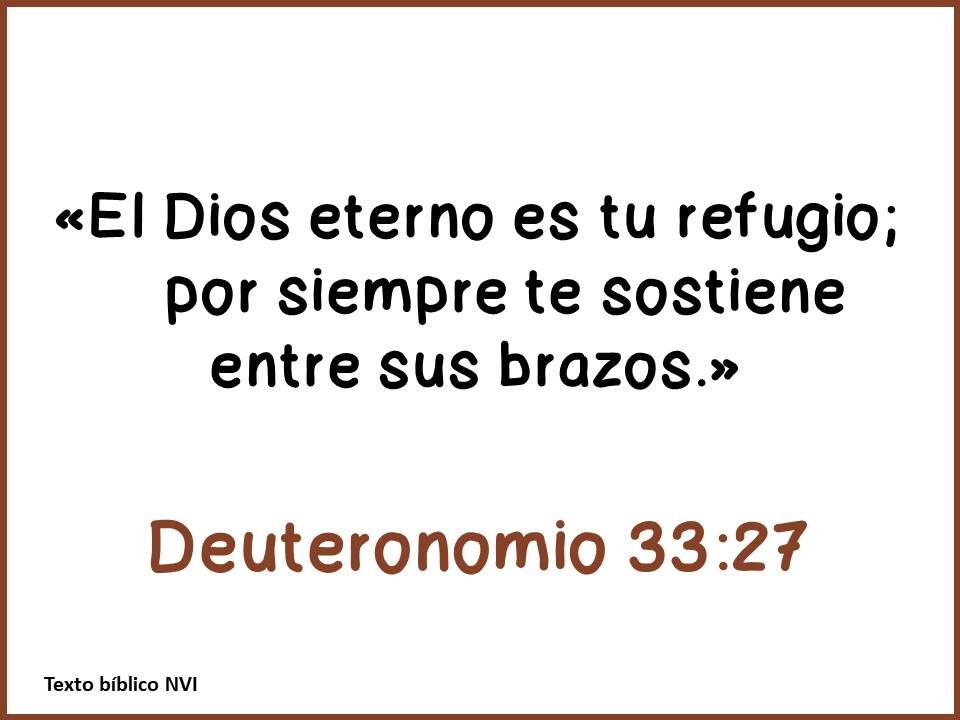 «El Dios eterno es tu refugio;
por siempre te sostiene
entre sus brazos.»
Deuteronomio 33:27
Texto bíblico NVI